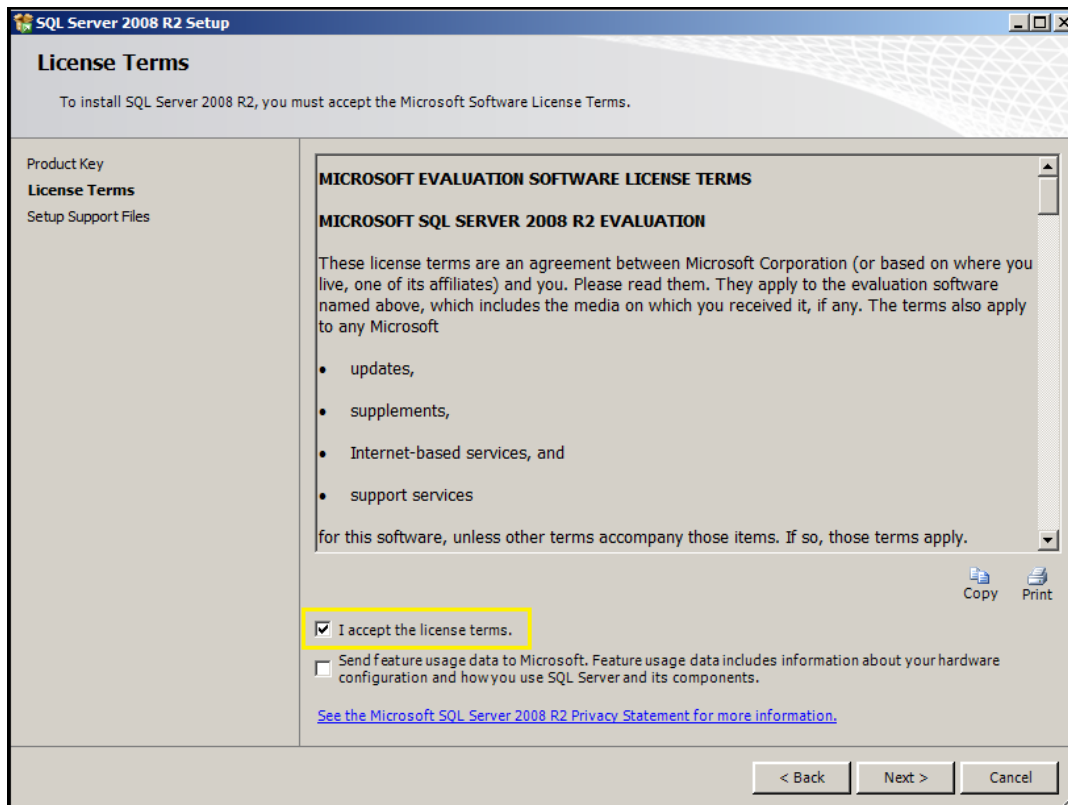 SQL Server 2008 R2 Setup
License Terms
To install SQL Server 2008 R2, you must accept the Microsoft Software License Terms.
Product Key
License Terms
Setup Support Files
MICROSOFT EVALUATION SOFTWARE LICENSE TERMS
MICROSOFT SQL SERVER 2008 R2 EVALUATION
These license terms are an agreement between Microsoft Corporation (or based on where you
live, one of its affiliates) and you. Please read them. They apply to the evaluation software
named above, which includes the media on which you received it, if any. The terms also apply
to any Microsoft
• updates,
• supplements,
• Internet-based services, and
• support services
for this software, unless other terms accompany those items. If so, those terms apply.
Copy Print
I accept the license terms.
Send feature usage data to Microsoft. Feature usage data includes information about your hardware
configuration and how you use SQL Server and its components.
See the Microsoft SQL Server 2008 R2 Privacy Statement for more information.
< Back Next > Cancel